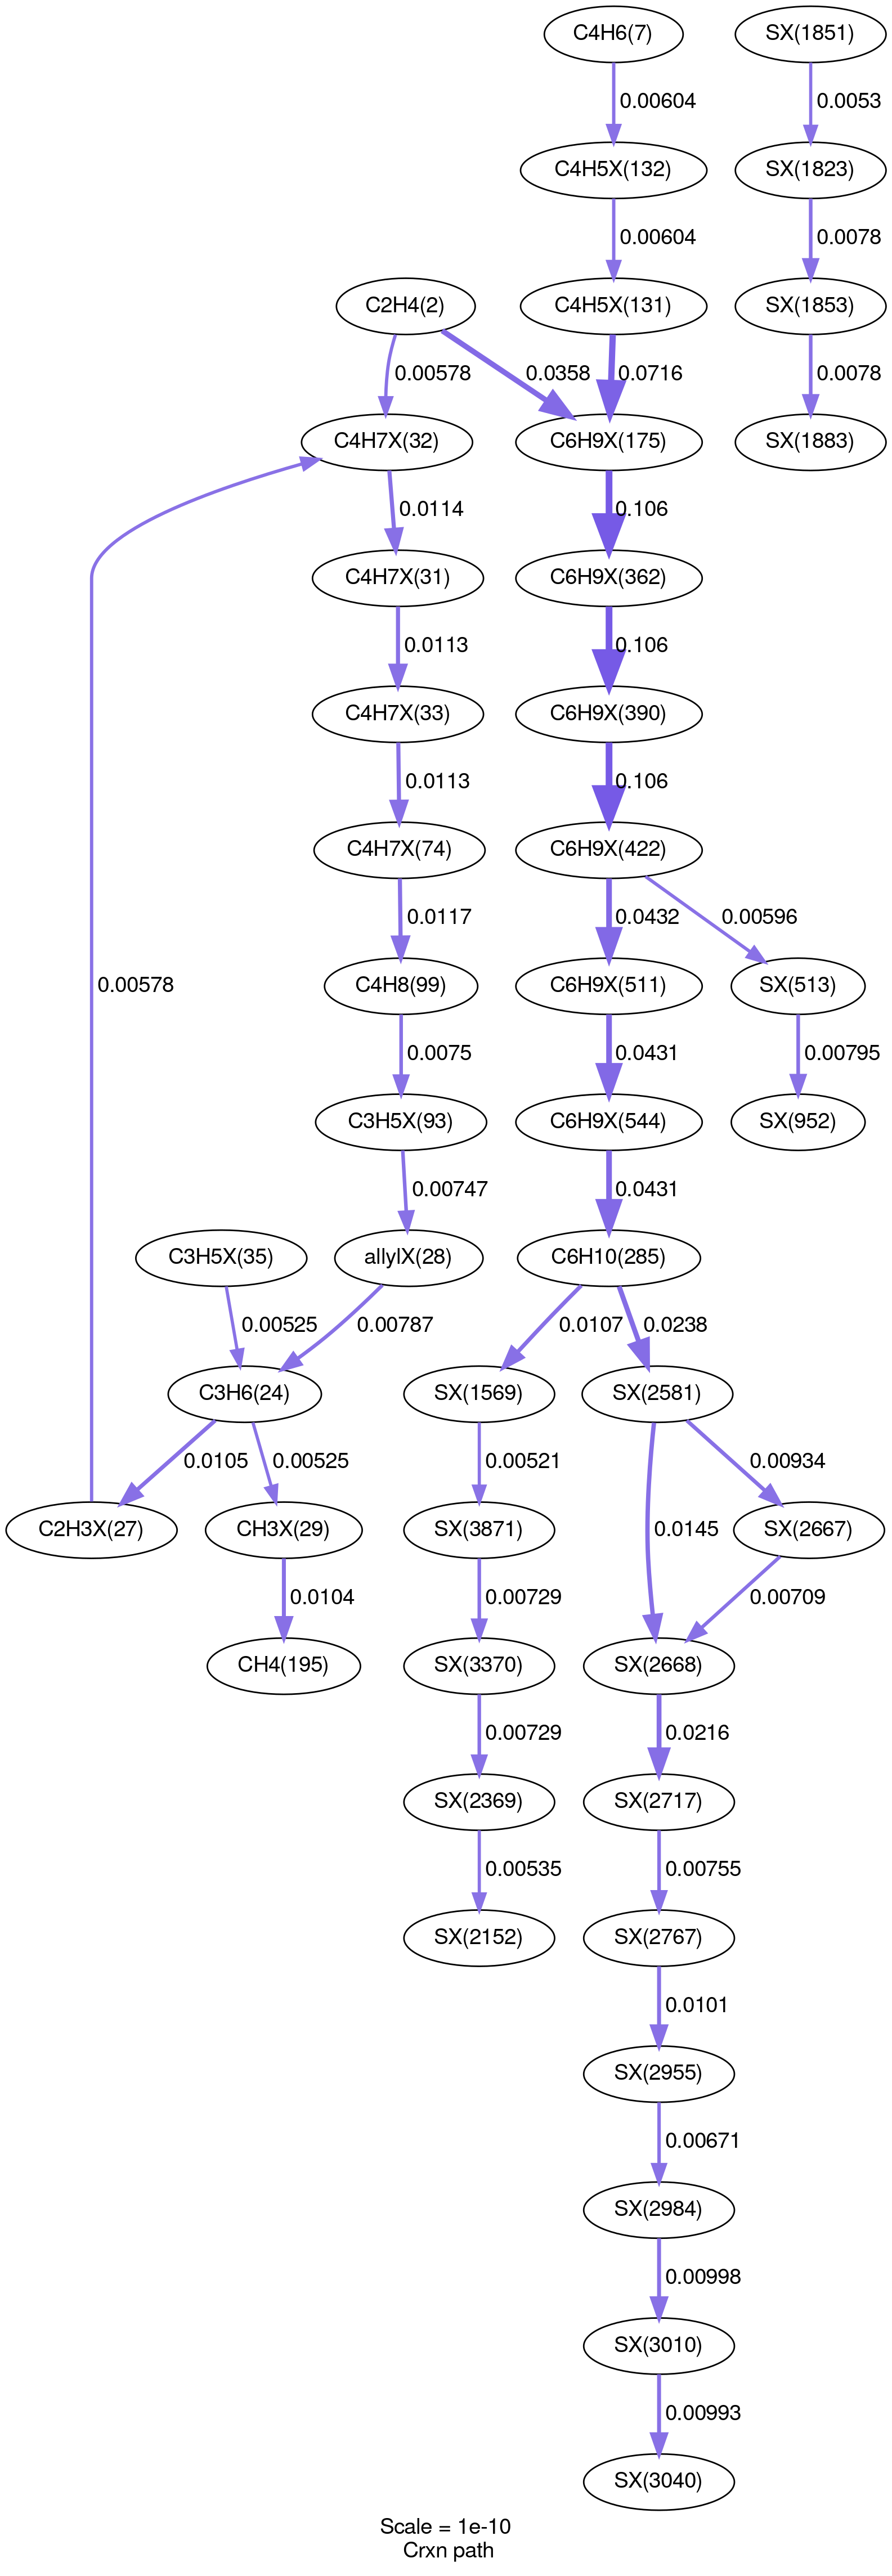 C4H6(7)
SX(1851)
0.00604
0.0053
C4H5X(132)
SX(1823)
0.00604
0.0078
C2H4(2)
C4H5X(131)
SX(1853)
0.00578
0.0358
0.0716
0.0078
C4H7X(32)
C6H9X(175)
SX(1883)
0.0114
0.106
C4H7X(31)
C6H9X(362)
0.0113
0.106
C4H7X(33)
C6H9X(390)
0.0113
0.106
C4H7X(74)
C6H9X(422)
0.0117
0.0432
0.00596
0.00578
C4H8(99)
C6H9X(511)
SX(513)
0.0075
0.0431
0.00795
C3H5X(93)
C6H9X(544)
SX(952)
0.00747
0.0431
C3H5X(35)
allylX(28)
C6H10(285)
0.00525
0.00787
0.0107
0.0238
C3H6(24)
SX(1569)
SX(2581)
0.0105
0.00525
0.00521
0.00934
C2H3X(27)
CH3X(29)
SX(3871)
0.0145
SX(2667)
0.0104
0.00729
0.00709
CH4(195)
SX(3370)
SX(2668)
0.00729
0.0216
SX(2369)
SX(2717)
0.00535
0.00755
SX(2152)
SX(2767)
0.0101
SX(2955)
0.00671
SX(2984)
0.00998
SX(3010)
0.00993
SX(3040)
Scale = 1e-10
Crxn path